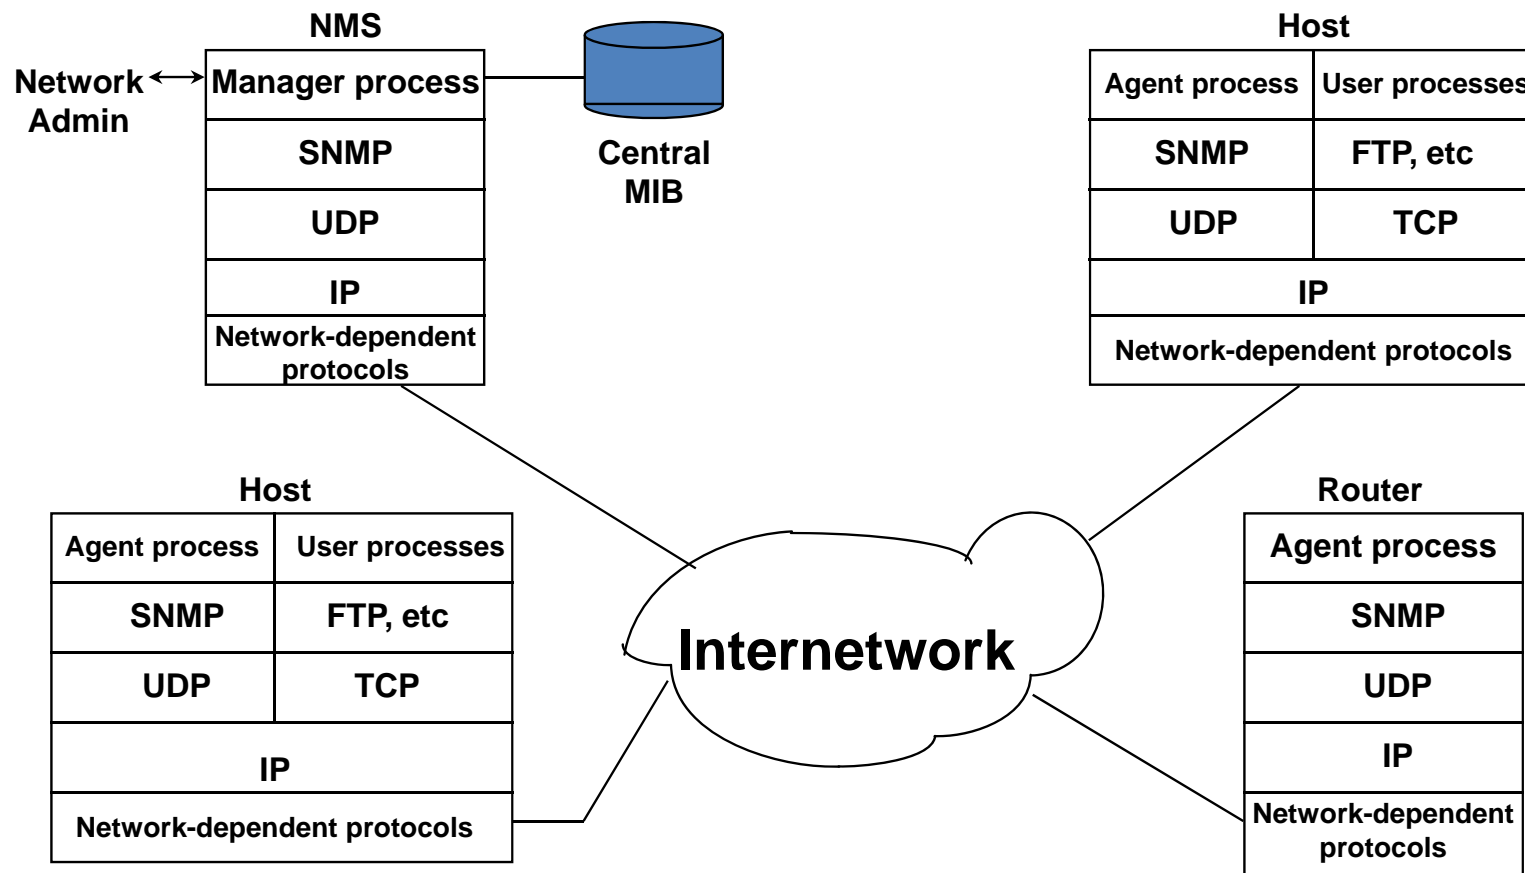 NMS
Network
Admin
Manager process
SNMP
UDP
IP
Network-dependent
protocols
Central
MIB
Host
Agent process
User processes
SNMP
FTP, etc
UDP
TCP
IP
Network-dependent protocols
Host
Agent process
User processes
SNMP
FTP, etc
UDP
TCP
IP
Network-dependent protocols
Internetwork
Router
Agent process
SNMP
UDP
IP
Network-dependent
protocols